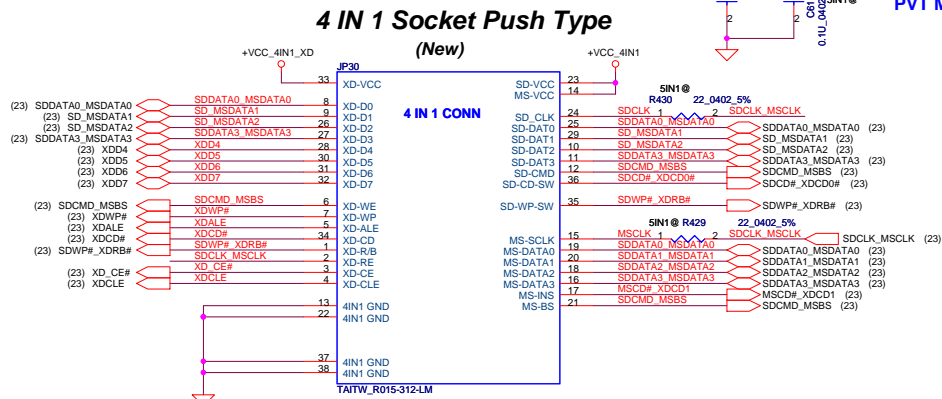 4 IN 1 Socket Push Type
(New)
C61
0.1U_0402
5IN1@
2
2
+VCC_4IN1_XD
+VCC_4IN1
JP30
4 IN 1 CONN
33 XD-VCC
(23) SDDATA0_MSDATA0 SDDATA0_MSDATA0 8 XD-D0
(23) SD_MSDATA1 SD_MSDATA1 9 XD-D1
(23) SD_MSDATA2 SD_MSDATA2 26 XD-D2
(23) SDDATA3_MSDATA3 SDDATA3_MSDATA3 27 XD-D3
(23) XDD4 XDD4 28 XD-D4
(23) XDD5 XDD5 30 XD-D5
(23) XDD6 XDD6 31 XD-D6
(23) XDD7 XDD7 32 XD-D7
(23) SDCMD_MSBS SDCMD_MSBS 6 XD-WE
(23) XDWP# XDWP# 7 XD-WP
(23) XDALE XDALE 5 XD-ALE
(23) XDCD# XDCD# 34 XD-CD
(23) SDWP#_XDRB# SDWP#_XDRB# 1 XD-R/B
SDCLK_MSCLK 2 XD-RE
(23) XD_CE# XD_CE# 3 XD-CE
(23) XDCLE XDCLE 4 XD-CLE
13 4IN1 GND
22 4IN1 GND
37 4IN1 GND
38 4IN1 GND
TAITW_R015-312-LM
SD-VCC 23
MS-VCC 14
5IN1@
R430 22_0402_5%
SD_CLK 24 SDCLK 1 2 SDCLK_MSCLK
SD-DAT0 25 SDDATA0_MSDATA0 SDDATA0_MSDATA0 (23)
SD-DAT1 29 SD_MSDATA1 SD_MSDATA1 (23)
SD-DAT2 10 SD_MSDATA2 SD_MSDATA2 (23)
SD-DAT3 11 SDDATA3_MSDATA3 SDDATA3_MSDATA3 (23)
SD-CMD 12 SDCMD_MSBS SDCMD_MSBS (23)
SD-CD-SW 36 SDCD#_XDCD0# SDCD#_XDCD0# (23)
SD-WP-SW 35 SDWP#_XDRB# SDWP#_XDRB# (23)
5IN1@ R429 22_0402_5%
MS-SCLK 15 MSCLK 1 2 SDCLK_MSCLK SDCLK_MSCLK (23)
MS-DATA0 19 SDDATA0_MSDATA0 SDDATA0_MSDATA0 (23)
MS-DATA1 20 SDDATA1_MSDATA1 SDDATA1_MSDATA1 (23)
MS-DATA2 18 SDDATA2_MSDATA2 SDDATA2_MSDATA2 (23)
MS-DATA3 16 SDDATA3_MSDATA3 SDDATA3_MSDATA3 (23)
MS-INS 17 MSCD#_XDCD1 MSCD#_XDCD1 (23)
MS-BS 21 SDCMD_MSBS SDCMD_MSBS (23)